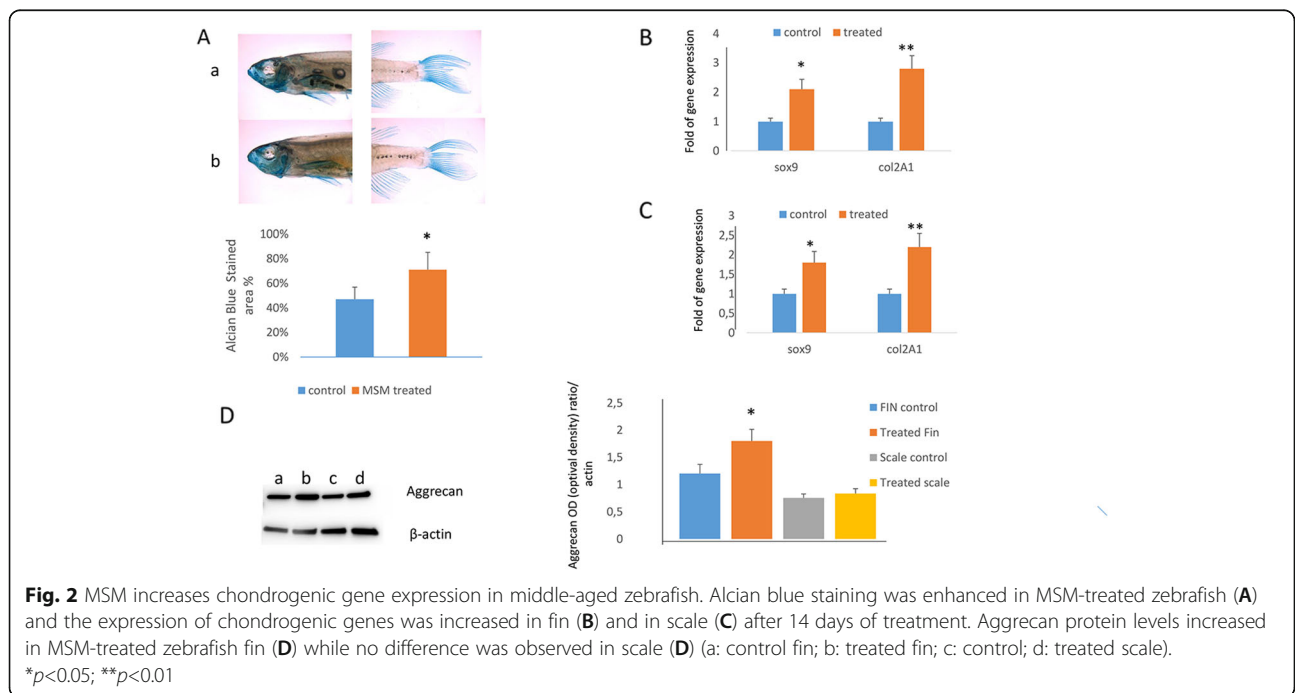 A
a
b
100%
80%
60%
40%
20%
0%
Alcian Blue Stained
area %
*
control MSM treated
B
control treated
4
3
2
1
0
Fold of gene expression
*
**
sox9 col2A1
C
control treated
3
2,5
2
1,5
1
0,5
0
Fold of gene expression
*
**
sox9 col2A1
D
a b c d
Aggrecan
β-actin
2,5
2
1,5
1
0,5
0
Aggrecan OD (optival density) ratio/
actin
*
FIN control
Treated Fin
Scale control
Treated scale
Fig. 2 MSM increases chondrogenic gene expression in middle-aged zebrafish. Alcian blue staining was enhanced in MSM-treated zebrafish (A)
and the expression of chondrogenic genes was increased in fin (B) and in scale (C) after 14 days of treatment. Aggrecan protein levels increased
in MSM-treated zebrafish fin (D) while no difference was observed in scale (D) (a: control fin; b: treated fin; c: control; d: treated scale).
*p<0.05; **p<0.01